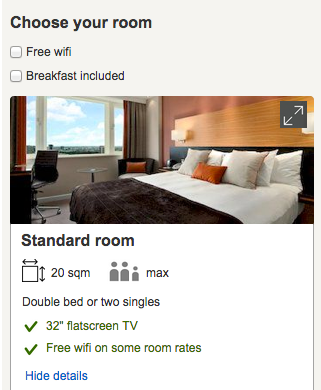 Choose your room
Free wifi
Breakfast included
Standard room
20 sqm max
Double bed or two singles
32" flatscreen TV
Free wifi on some room rates
Hide details